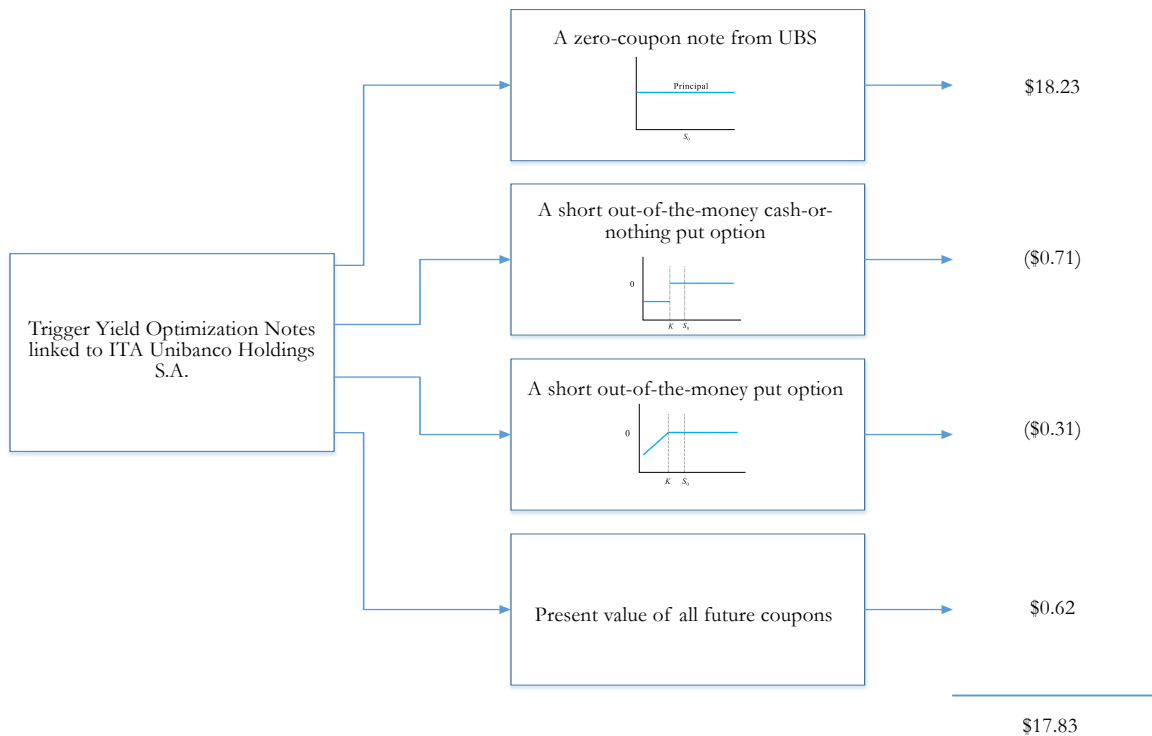 A zero-coupon note from UBS
Principal
S₀
$18.23
A short out-of-the-money cash-or-
nothing put option
0
K S₀
($0.71)
Trigger Yield Optimization Notes
linked to ITA Unibanco Holdings
S.A.
A short out-of-the-money put option
0
K S₀
($0.31)
Present value of all future coupons
$0.62
$17.83